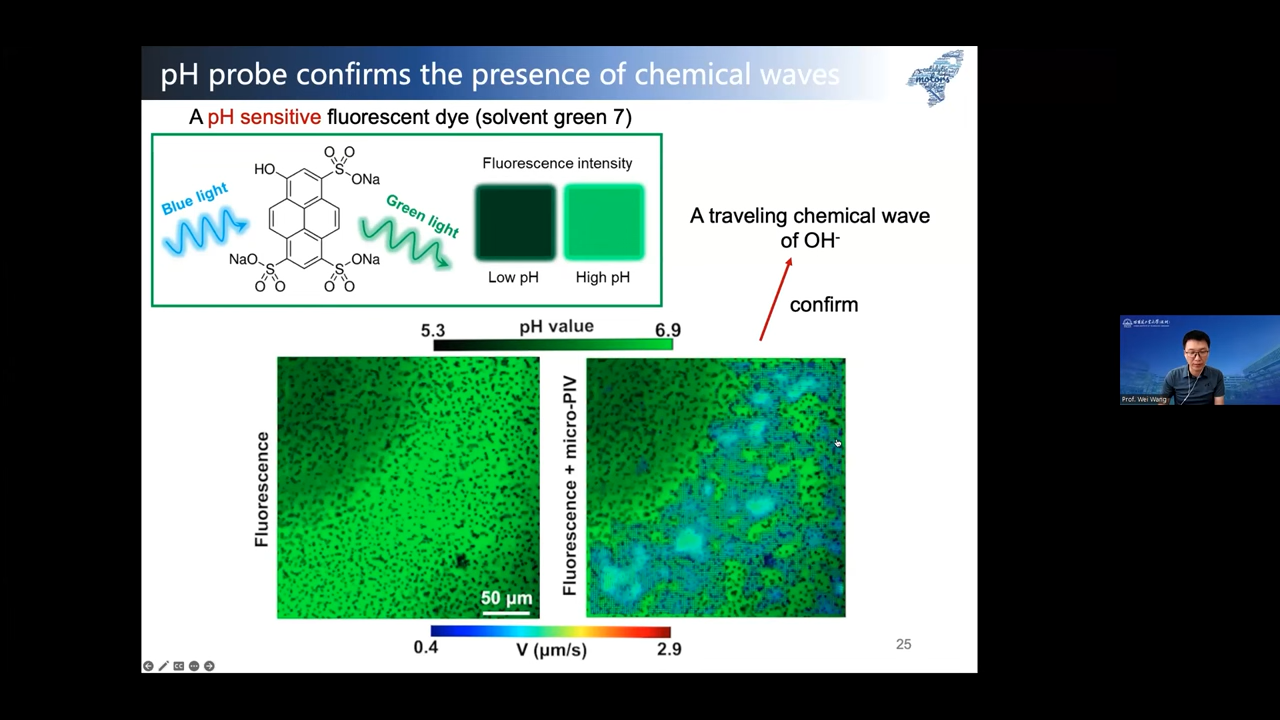 pH probe confirms the presence of chemical waves
motors
A pH sensitive fluorescent dye (solvent green 7)
Blue light
HO
O O
S
ONa
Green light
NaO
S
O O
S
ONa
O O
Fluorescence intensity
Low pH
High pH
A traveling chemical wave
of OH-
confirm
5.3
pH value
6.9
Fluorescence
50 μm
Fluorescence + micro-PIV
0.4
V (μm/s)
2.9
25
Prof. Wei Wang